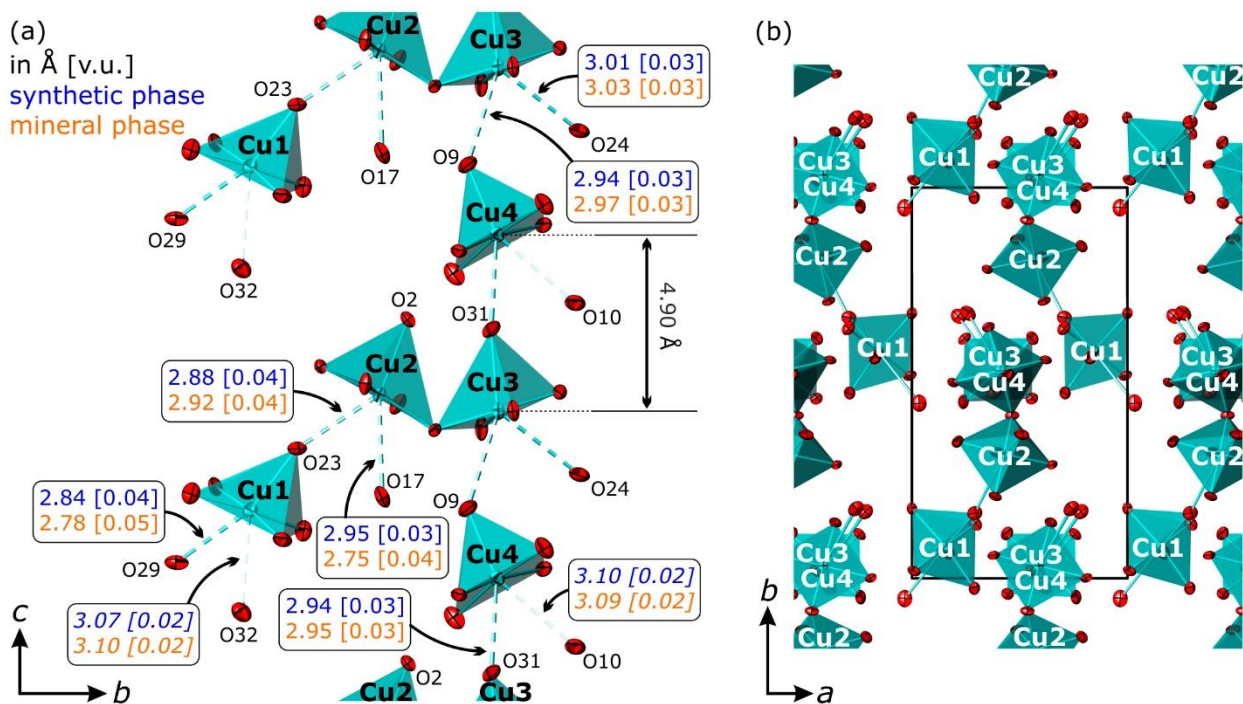 (a)
in Å [v.u.]
synthetic phase
mineral phase
Cu2
Cu3
3.01 [0.03]
3.03 [0.03]
O23
O24
Cu1
O17
O9
2.94 [0.03]
2.97 [0.03]
O29
Cu4
O32
O10
4.90 Å
O2
O31
Cu2
Cu3
2.88 [0.04]
2.92 [0.04]
O23
O24
Cu1
O17
O9
2.84 [0.04]
2.78 [0.05]
2.95 [0.03]
2.75 [0.04]
O29
Cu4
3.10 [0.02]
3.09 [0.02]
O32
3.07 [0.02]
3.10 [0.02]
2.94 [0.03]
2.95 [0.03]
O10
O31
O2
Cu2
Cu3
c
b
(b)
Cu2
Cu2
Cu3
Cu4
Cu1
Cu3
Cu4
Cu1
Cu2
Cu2
Cu1
Cu3
Cu4
Cu1
Cu3
Cu4
Cu2
Cu2
Cu3
Cu4
Cu1
Cu3
Cu4
Cu1
Cu2
Cu2
b
a